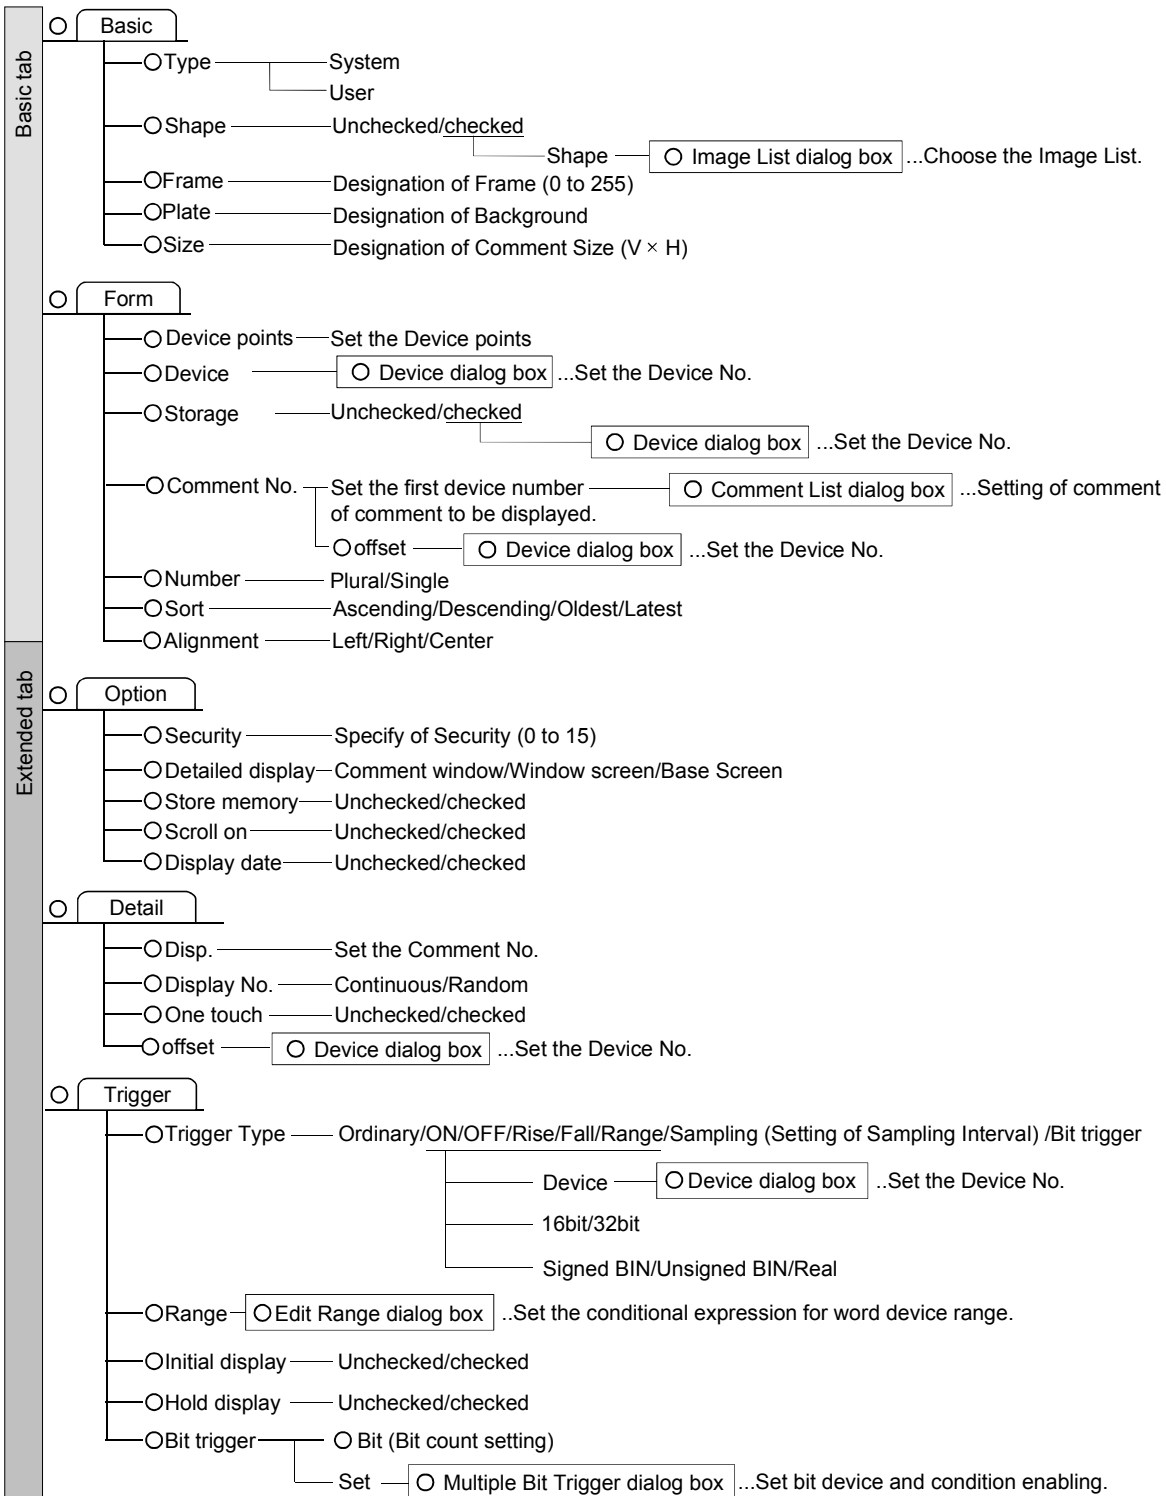 Basic tab
Basic
Type System
User
Shape Unchecked/checked
Shape Image List dialog box ...Choose the Image List.
Frame Designation of Frame (0 to 255)
Plate Designation of Background
Size Designation of Comment Size (V × H)
Form
Device points Set the Device points
Device Device dialog box ...Set the Device No.
Storage Unchecked/checked
Device dialog box ...Set the Device No.
Comment No. Set the first device number Comment List dialog box ...Setting of comment
of comment to be displayed.
offset Device dialog box ...Set the Device No.
Number Plural/Single
Sort Ascending/Descending/Oldest/Latest
Alignment Left/Right/Center
Extended tab
Option
Security Specify of Security (0 to 15)
Detailed display Comment window/Window screen/Base Screen
Store memory Unchecked/checked
Scroll on Unchecked/checked
Display date Unchecked/checked
Detail
Disp. Set the Comment No.
Display No. Continuous/Random
One touch Unchecked/checked
offset Device dialog box ...Set the Device No.
Trigger
Trigger Type Ordinary/ON/OFF/Rise/Fall/Range/Sampling (Setting of Sampling Interval) /Bit trigger
Device Device dialog box ..Set the Device No.
16bit/32bit
Signed BIN/Unsigned BIN/Real
Range Edit Range dialog box ..Set the conditional expression for word device range.
Initial display Unchecked/checked
Hold display Unchecked/checked
Bit trigger Bit (Bit count setting)
Set Multiple Bit Trigger dialog box ...Set bit device and condition enabling.